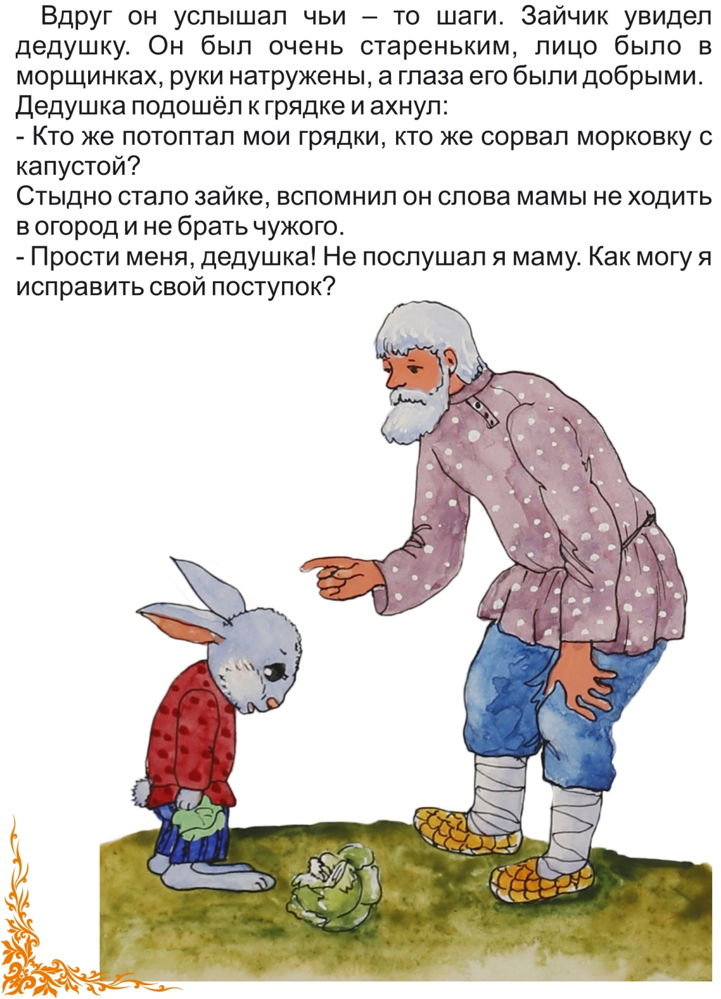 Вдруг он услышал чьи – то шаги. Зайчик увидел
дедушку. Он был очень стареньким, лицо было в
морщинках, руки натружены, а глаза его были добрыми.
Дедушка подошёл к грядке и ахнул:
- Кто же потоптал мои грядки, кто же сорвал морковку с
капустой?
Стыдно стало зайке, вспомнил он слова мамы не ходить
в огород и не брать чужого.
- Прости меня, дедушка! Не послушал я маму. Как могу я
исправить свой поступок?